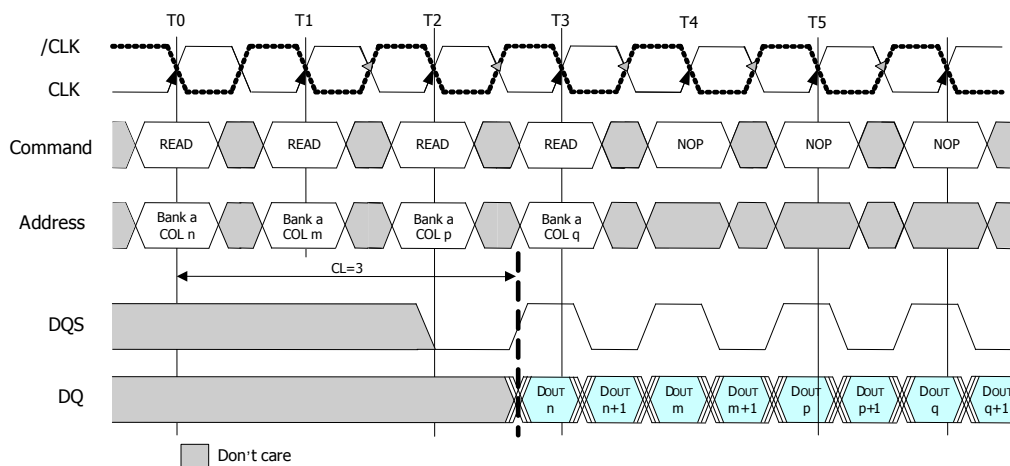 T0 T1 T2 T3 T4 T5
/CLK
CLK
Command READ READ READ READ NOP NOP NOP
Address Bank a Bank a Bank a Bank a
COL n COL m COL p COL q
CL=3
DQS
DQ DOUT DOUT DOUT DOUT DOUT DOUT DOUT DOUT
n n+1 m m+1 p p+1 q q+1
Don't care